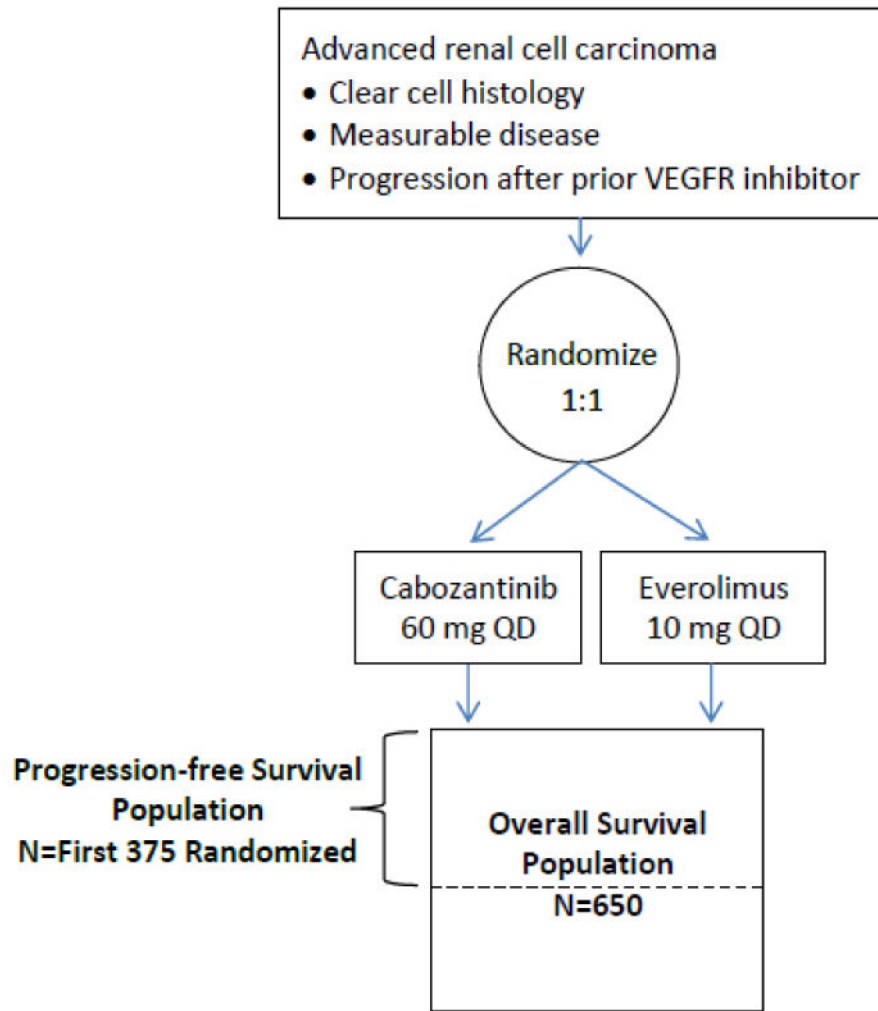 Advanced renal cell carcinoma
• Clear cell histology
• Measurable disease
• Progression after prior VEGFR inhibitor
Randomize
1:1
Cabozantinib
60 mg QD
Everolimus
10 mg QD
Progression-free Survival
Population
N=First 375 Randomized
Overall Survival
Population
N=650